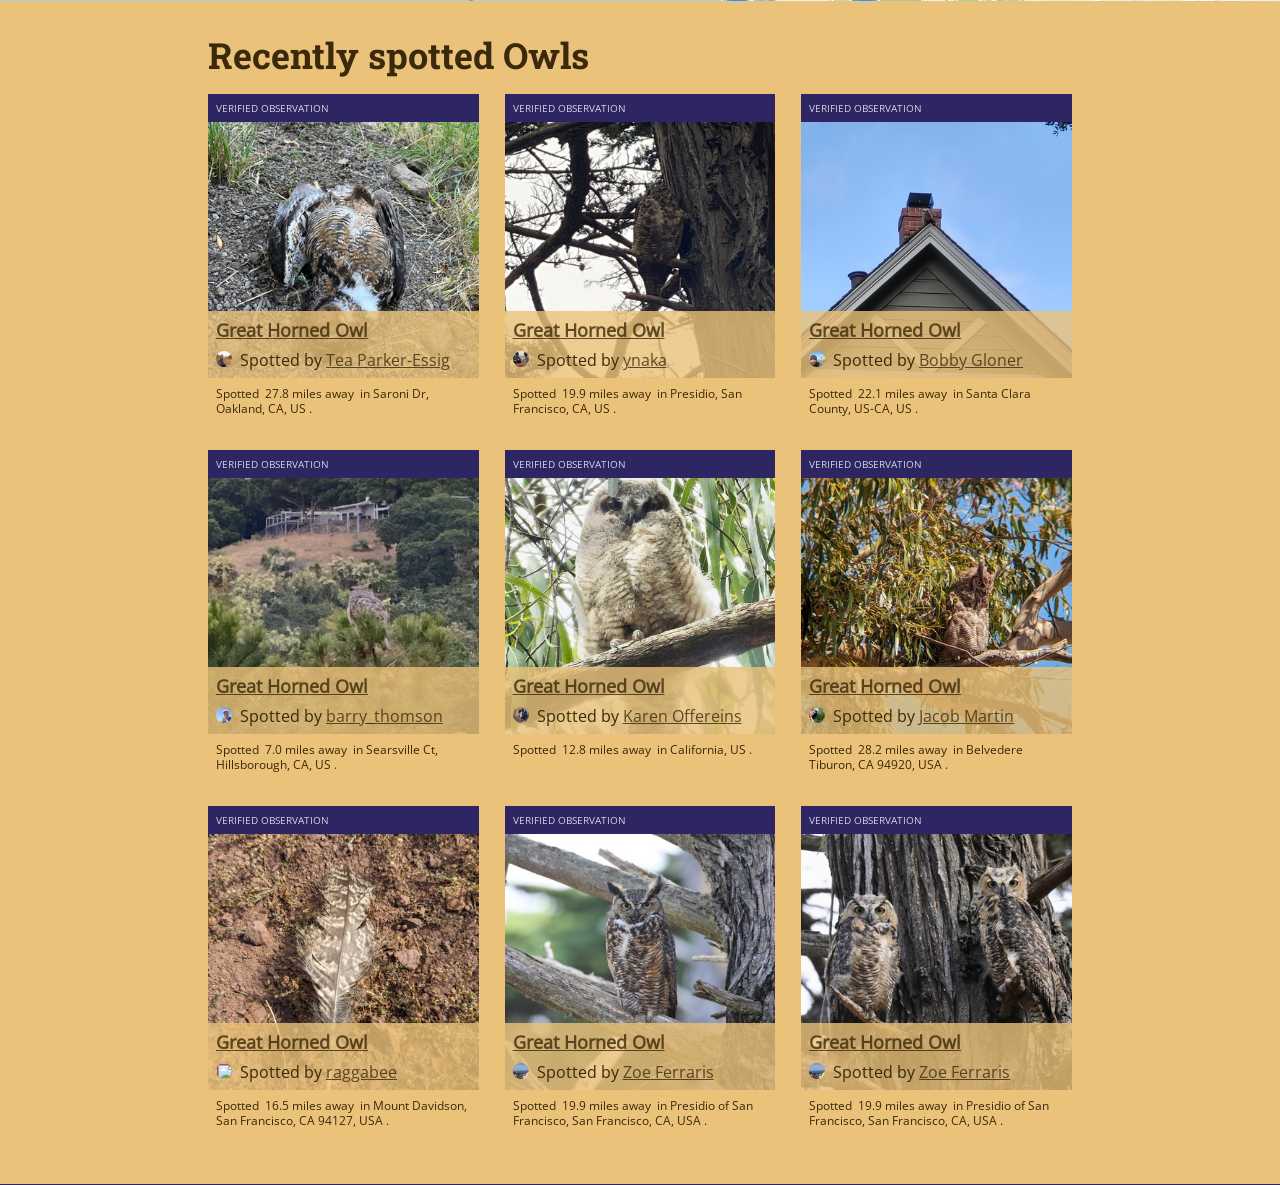 Recently spotted Owls
VERIFIED OBSERVATION
Great Horned Owl
Spotted by Tea Parker-Essig
Spotted 27.8 miles away in Saroni Dr,
Oakland, CA, US .
VERIFIED OBSERVATION
Great Horned Owl
Spotted by ynaka
Spotted 19.9 miles away in Presidio, San
Francisco, CA, US .
VERIFIED OBSERVATION
Great Horned Owl
Spotted by Bobby Gloner
Spotted 22.1 miles away in Santa Clara
County, US-CA, US .
VERIFIED OBSERVATION
Great Horned Owl
Spotted by barry_thomson
Spotted 7.0 miles away in Searsville Ct,
Hillsborough, CA, US .
VERIFIED OBSERVATION
Great Horned Owl
Spotted by Karen Offereins
Spotted 12.8 miles away in California, US .
VERIFIED OBSERVATION
Great Horned Owl
Spotted by Jacob Martin
Spotted 28.2 miles away in Belvedere
Tiburon, CA 94920, USA .
VERIFIED OBSERVATION
Great Horned Owl
Spotted by raggabee
Spotted 16.5 miles away in Mount Davidson,
San Francisco, CA 94127, USA .
VERIFIED OBSERVATION
Great Horned Owl
Spotted by Zoe Ferraris
Spotted 19.9 miles away in Presidio of San
Francisco, San Francisco, CA, USA .
VERIFIED OBSERVATION
Great Horned Owl
Spotted by Zoe Ferraris
Spotted 19.9 miles away in Presidio of San
Francisco, San Francisco, CA, USA .